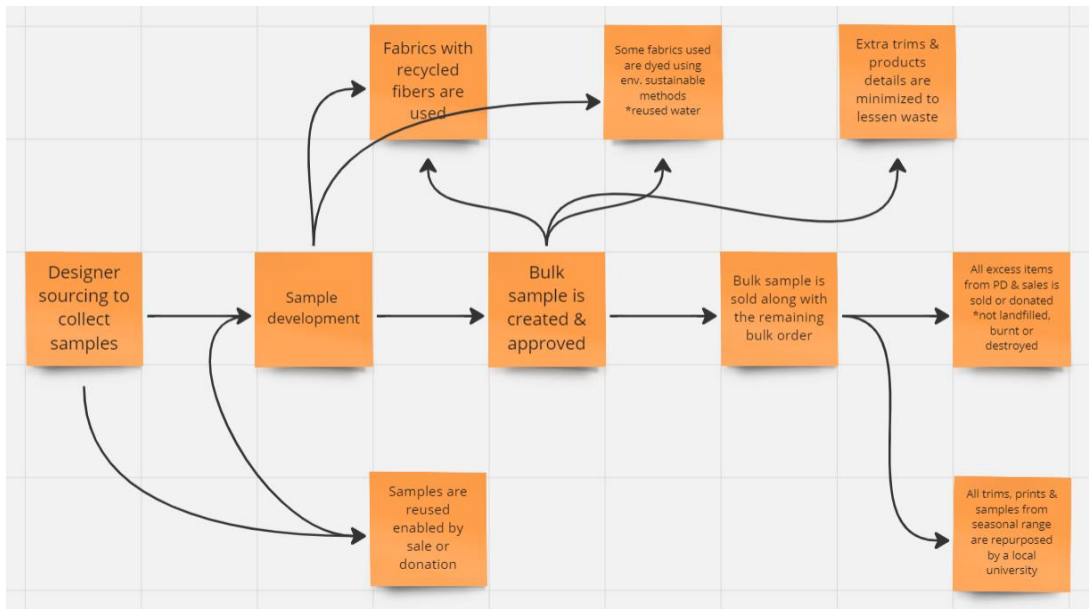 Fabrics with
recycled
fibers are
used
Some fabrics used
are dyed using
env. sustainable
methods
*reused water
Extra trims &
products
details are
minimized to
lessen waste
Designer
sourcing to
collect
samples
Sample
development
Bulk
sample is
created &
approved
Bulk sample is
sold along with
the remaining
bulk order
All excess items
from PD & sales is
sold or donated
*not landfilled,
burnt or
destroyed
Samples are
reused
enabled by
sale or
donation
All trims, prints &
samples from
seasonal range
are repurposed
by a local
university